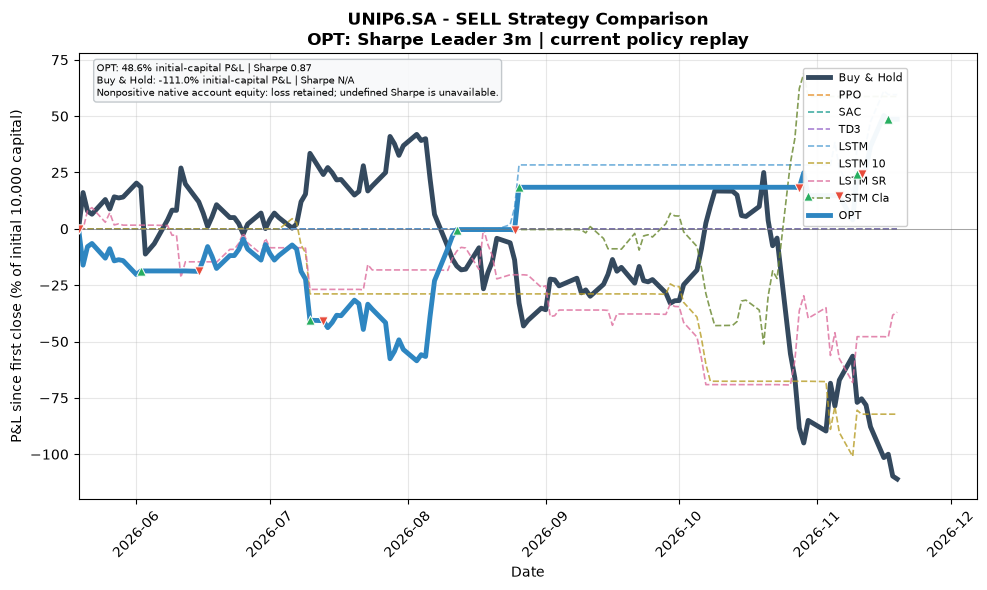 UNIP6.SA - SELL Strategy Comparison
OPT: Sharpe Leader 3m | current policy replay
OPT: 48.6% initial-capital P&L | Sharpe 0.87
Buy & Hold: -111.0% initial-capital P&L | Sharpe N/A
Nonpositive native account equity: loss retained; undefined Sharpe is unavailable.
Buy & Hold
PPO
SAC
TD3
LSTM
LSTM 10
LSTM SR
LSTM Cla
OPT
P&L since first close (% of initial 10,000 capital)
75
50
25
0
−25
−50
−75
−100
2026-06
2026-07
2026-08
2026-09
2026-10
2026-11
2026-12
Date